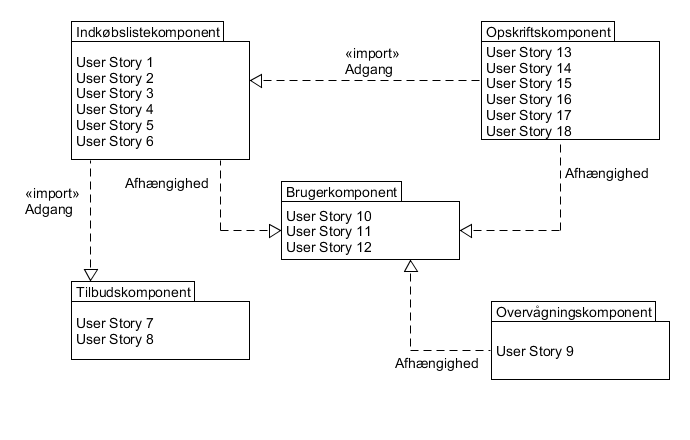 Indkøbslistekomponent
User Story 1
User Story 2
User Story 3
User Story 4
User Story 5
User Story 6
«import»
Adgang
Opskriftskomponent
User Story 13
User Story 14
User Story 15
User Story 16
User Story 17
User Story 18
«import»
Adgang
Afhængighed
Afhængighed
Brugerkomponent
User Story 10
User Story 11
User Story 12
Tilbudskomponent
User Story 7
User Story 8
Overvågningskomponent
User Story 9
Afhængighed